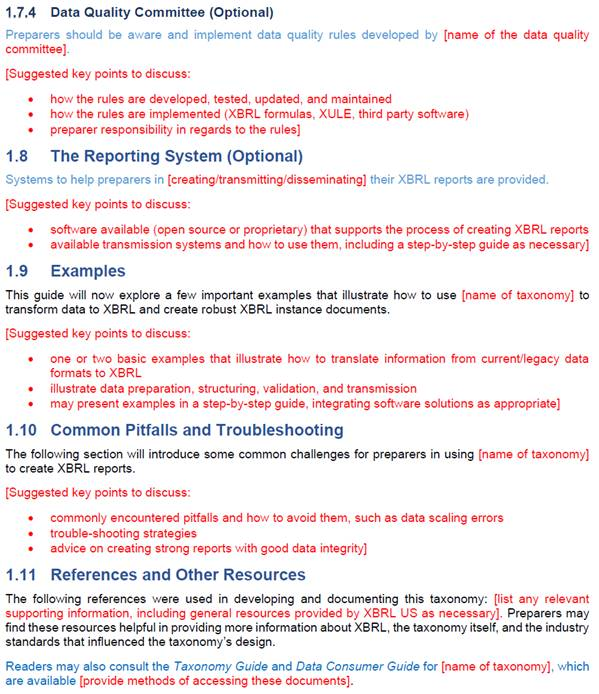 1.7.4 Data Quality Committee (Optional)
Preparers should be aware and implement data quality rules developed by [name of the data quality
committee].
[Suggested key points to discuss:
• how the rules are developed, tested, updated, and maintained
• how the rules are implemented (XBRL formulas, XULE, third party software)
• preparer responsibility in regards to the rules]
1.8 The Reporting System (Optional)
Systems to help preparers in [creating/transmitting/disseminating] their XBRL reports are provided.
[Suggested key points to discuss:
• software available (open source or proprietary) that supports the process of creating XBRL reports
• available transmission systems and how to use them, including a step-by-step guide as necessary]
1.9 Examples
This guide will now explore a few important examples that illustrate how to use [name of taxonomy] to
transform data to XBRL and create robust XBRL instance documents.
[Suggested key points to discuss:
• one or two basic examples that illustrate how to translate information from current/legacy data
formats to XBRL
• illustrate data preparation, structuring, validation, and transmission
• may present examples in a step-by-step guide, integrating software solutions as appropriate]
1.10 Common Pitfalls and Troubleshooting
The following section will introduce some common challenges for preparers in using [name of taxonomy]
to create XBRL reports.
[Suggested key points to discuss:
• commonly encountered pitfalls and how to avoid them, such as data scaling errors
• trouble-shooting strategies
• advice on creating strong reports with good data integrity]
1.11 References and Other Resources
The following references were used in developing and documenting this taxonomy: [list any relevant
supporting information, including general resources provided by XBRL US as necessary]. Preparers may
find these resources helpful in providing more information about XBRL, the taxonomy itself, and the industry
standards that influenced the taxonomy's design.
Readers may also consult the Taxonomy Guide and Data Consumer Guide for [name of taxonomy], which
are available [provide methods of accessing these documents].